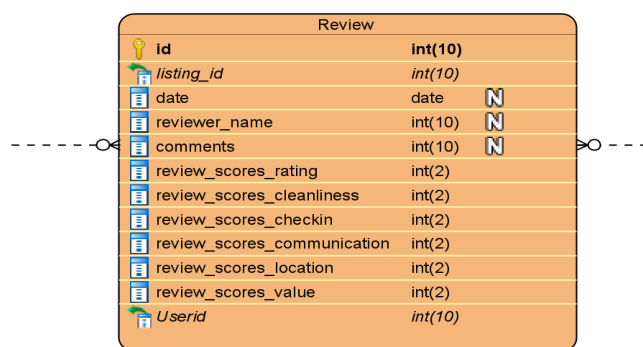 Review
id int(10)
listing_id int(10)
date date N
reviewer_name int(10) N
comments int(10) N
review_scores_rating int(2)
review_scores_cleanliness int(2)
review_scores_checkin int(2)
review_scores_communication int(2)
review_scores_location int(2)
review_scores_value int(2)
Userid int(10)